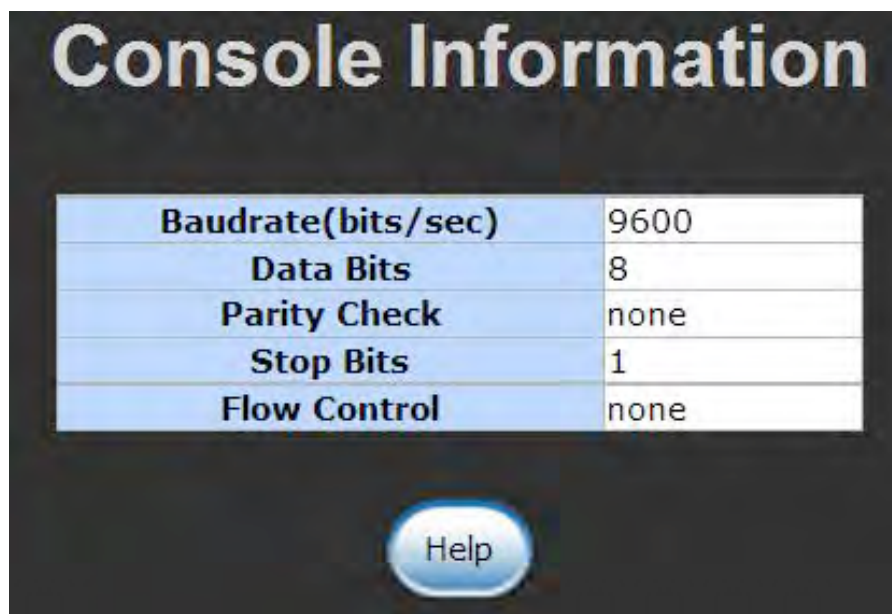 Console Information
Baudrate(bits/sec) 9600
Data Bits 8
Parity Check none
Stop Bits 1
Flow Control none
Help